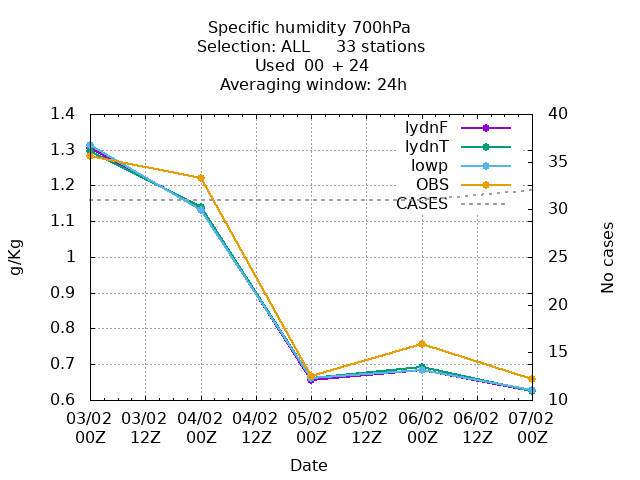 Specific humidity 700hPa
Selection: ALL 33 stations
Used 00 + 24
Averaging window: 24h
1.4
1.3
1.2
1.1
1
0.9
0.8
0.7
0.6
g/Kg
40
35
30
25
20
15
10
No cases
lydnF
lydnT
lowp
OBS
CASES
03/02 03/02 04/02 04/02 05/02 05/02 06/02 06/02 07/02
00Z 12Z 00Z 12Z 00Z 12Z 00Z 12Z 00Z
Date